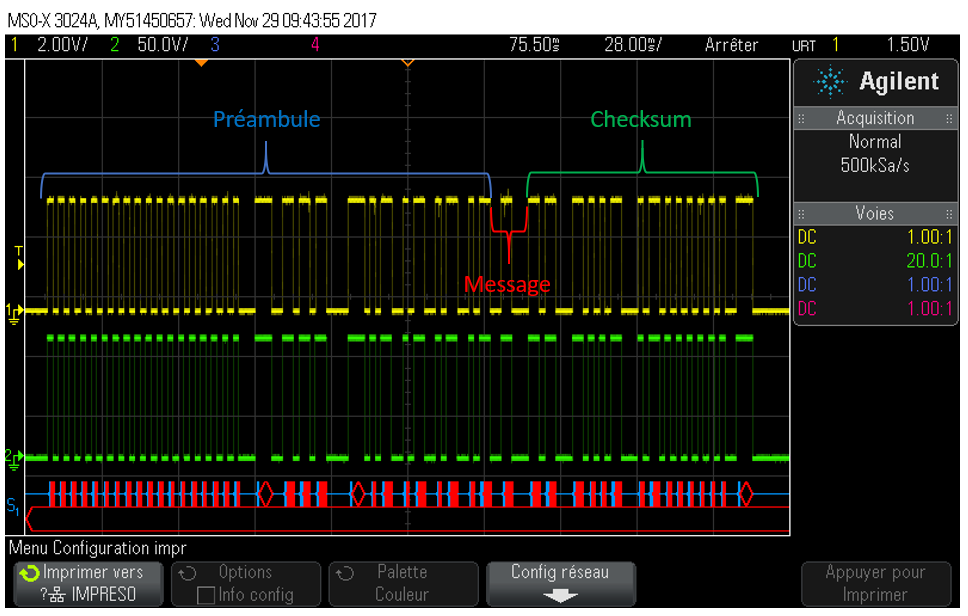 MSO-X 3024A, MY51450657: Wed Nov 29 09:43:55 2017
1 2.00V/ 2 50.0V/ 3 4 75.50s 28.00s/ Arrêter URT 1 1.50V
Agilent
Acquisition
Normal
500kSa/s
Voies
DC 1.00:1
DC 20.0:1
DC 1.00:1
DC 1.00:1
Préambule
Checksum
Message
T
1
2
S1
Menu Configuration impr
Imprimer vers
IMPRES0
Options
Info config
Palette
Couleur
Config réseau
Appuyer pour
Imprimer